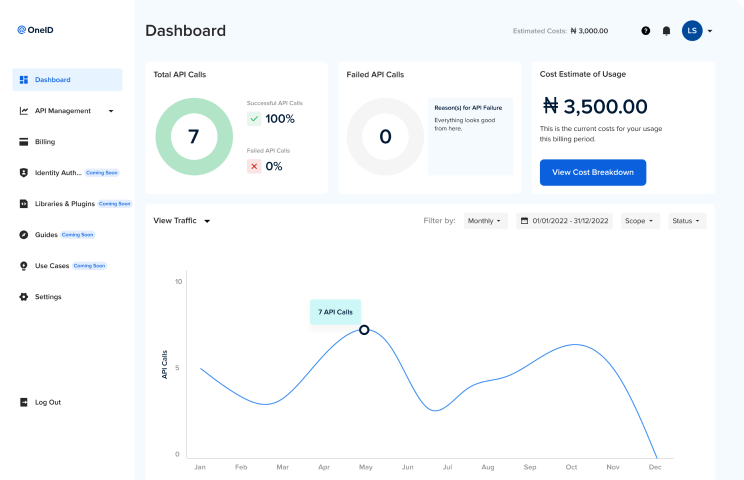 OneID
Dashboard
Estimated Costs: ₦ 3,000.00
?
LS
Dashboard
API Management
Billing
Identity Auth... Coming Soon
Libraries & Plugins Coming Soon
Guides Coming Soon
Use Cases Coming Soon
Settings
Log Out
Total API Calls
7
Successful API Calls
100%
Failed API Calls
0%
Failed API Calls
0
Reason(s) for API Failure
Everything looks good
from here.
Cost Estimate of Usage
₦ 3,500.00
This is the current costs for your usage
this billing period.
View Cost Breakdown
View Traffic
Filter by:
Monthly
01/01/2022 - 31/12/2022
Scope
Status
10
5
0
API Calls
7 API Calls
Jan Feb Mar Apr May Jun Jul Aug Sep Oct Nov Dec